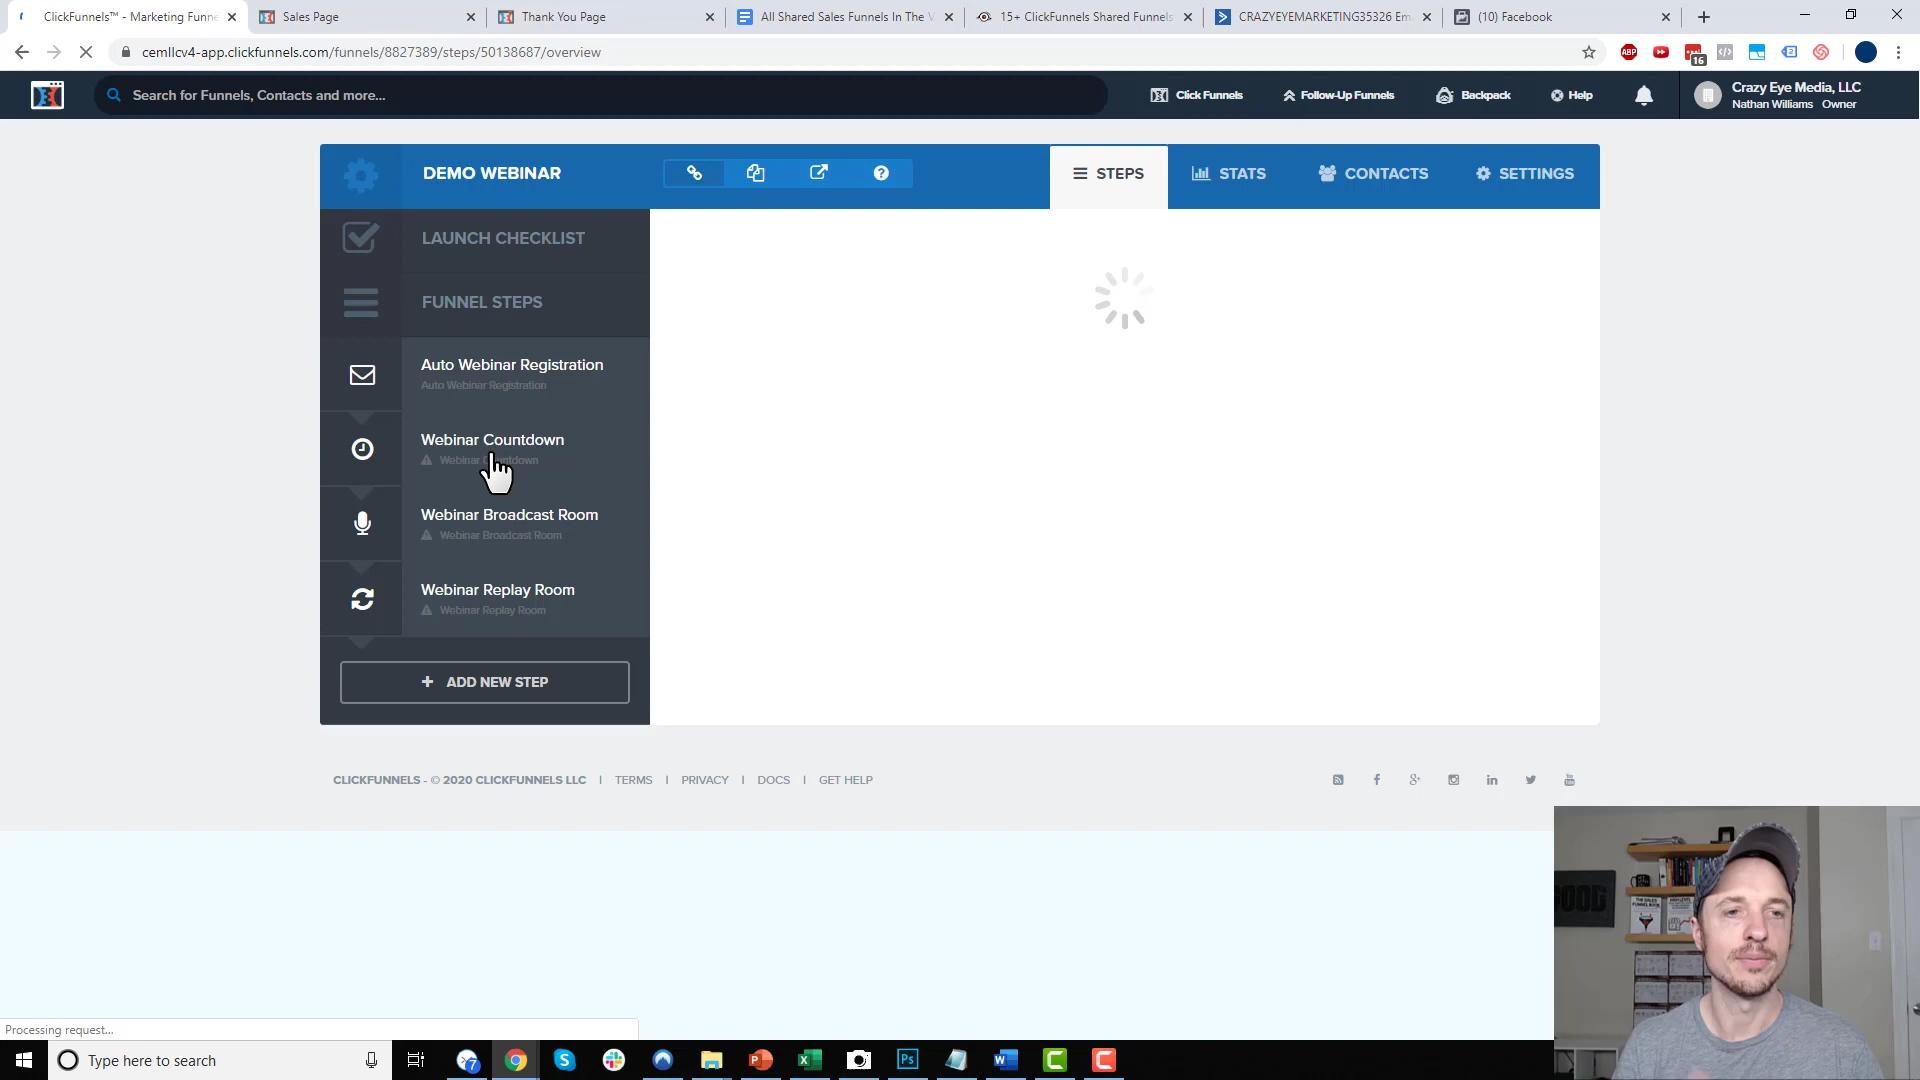 ClickFunnels™ - Marketing Funne
Sales Page
Thank You Page
All Shared Sales Funnels In The V
15+ ClickFunnels Shared Funnels
CRAZYEYEMARKETING35326 Em
(10) Facebook
cemllcv4-app.clickfunnels.com/funnels/8827389/steps/50138687/overview
ABP
16
Search for Funnels, Contacts and more...
Click Funnels
Follow-Up Funnels
Backpack
Help
Crazy Eye Media, LLC
Nathan Williams Owner
DEMO WEBINAR
STEPS
STATS
CONTACTS
SETTINGS
LAUNCH CHECKLIST
FUNNEL STEPS
Auto Webinar Registration
Auto Webinar Registration
Webinar Countdown
Webinar Countdown
Webinar Broadcast Room
Webinar Broadcast Room
Webinar Replay Room
Webinar Replay Room
+ ADD NEW STEP
CLICKFUNNELS - © 2020 CLICKFUNNELS LLC | TERMS | PRIVACY | DOCS | GET HELP
Processing request...
Type here to search
7